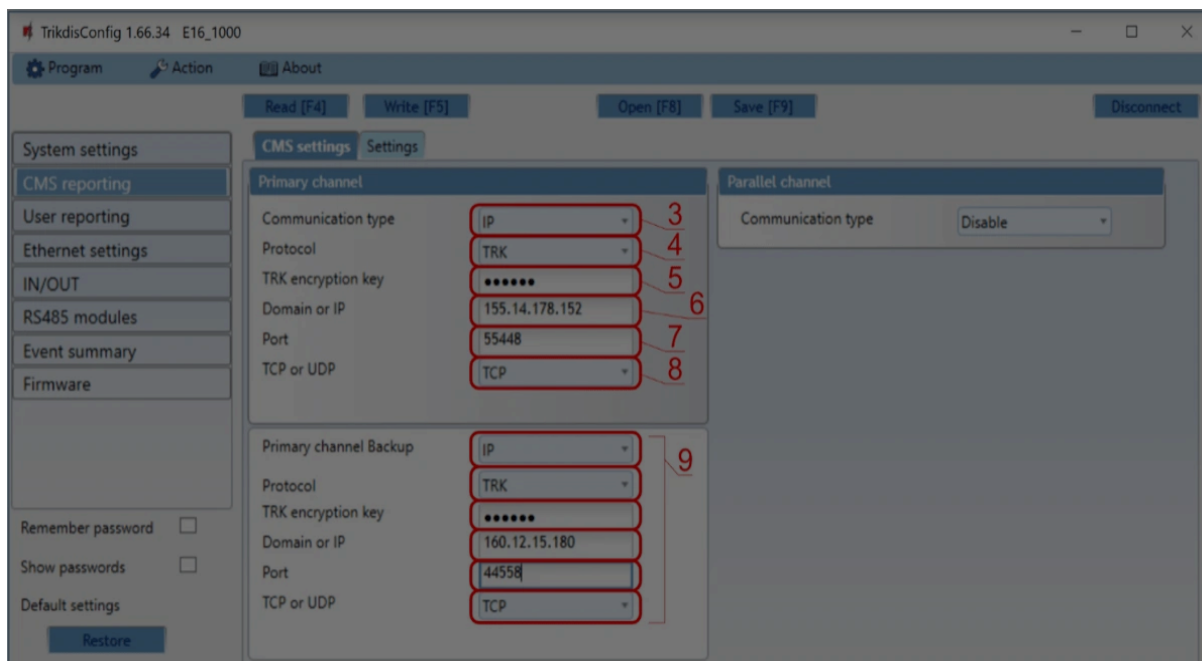 TrikdisConfig 1.66.34 E16_1000
Program Action About
Read [F4] Write [F5] Open [F8] Save [F9] Disconnect
System settings
CMS reporting
User reporting
Ethernet settings
IN/OUT
RS485 modules
Event summary
Firmware
Remember password
Show passwords
Default settings
Restore
CMS settings Settings
Primary channel
Communication type IP 3
Protocol TRK 4
TRK encryption key •••••• 5
Domain or IP 155.14.178.152 6
Port 55448 7
TCP or UDP TCP 8
Primary channel Backup IP 9
Protocol TRK
TRK encryption key ••••••
Domain or IP 160.12.15.180
Port 44558
TCP or UDP TCP
Parallel channel
Communication type Disable